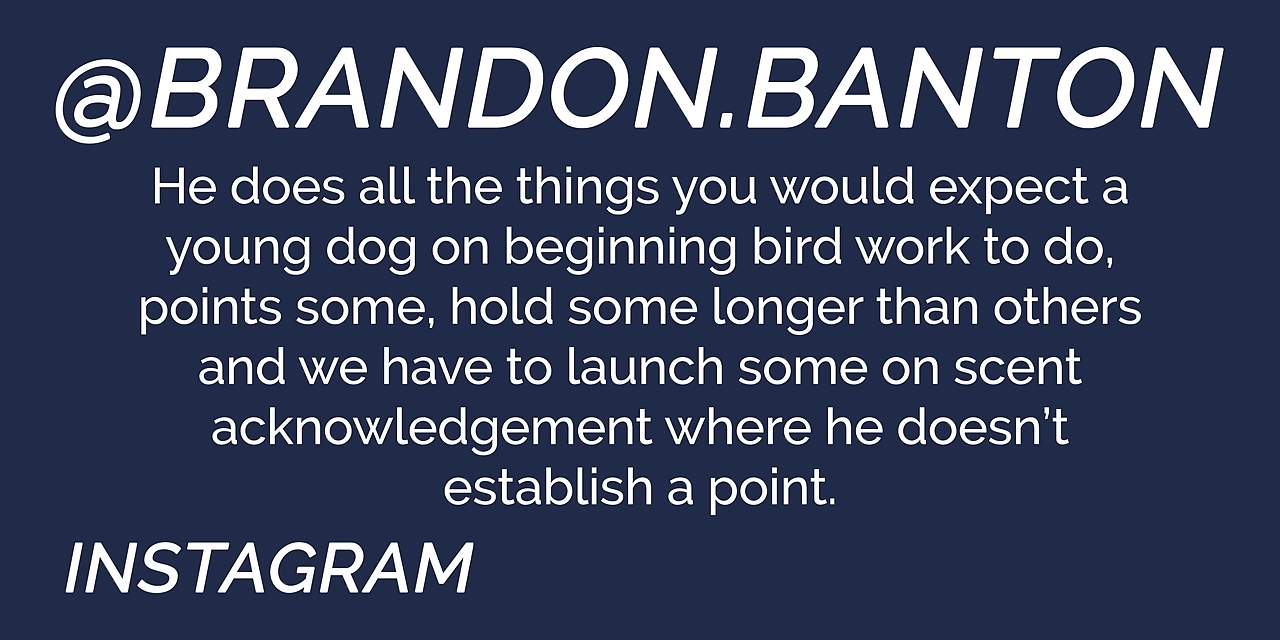 @BRANDON.BANTON
He does all the things you would expect a
young dog on beginning bird work to do,
points some, hold some longer than others
and we have to launch some on scent
acknowledgement where he doesn’t
establish a point.
INSTAGRAM